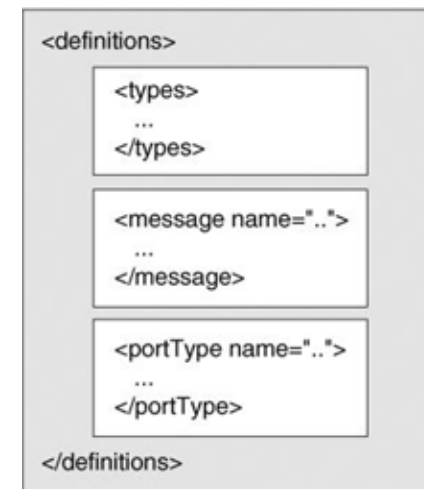 <definitions>
<types>
...
</types>
<message name="..">
...
</message>
<portType name="..">
...
</portType>
</definitions>